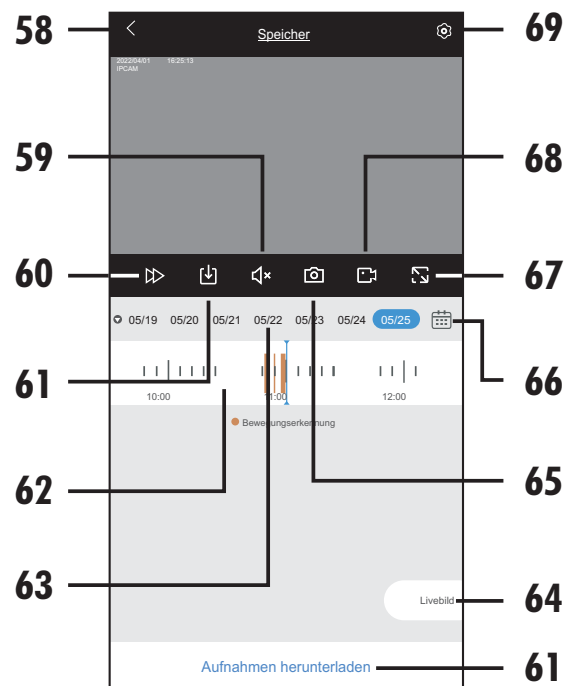 58
Speicher
69
2022/04/01 16:25:13
IPCAM
59
68
60
67
05/19 05/20 05/21 05/22 05/23 05/24 05/25
61
66
10:00 11:00 12:00
Bewegungserkennung
62
65
63
Livebild
64
Aufnahmen herunterladen
61